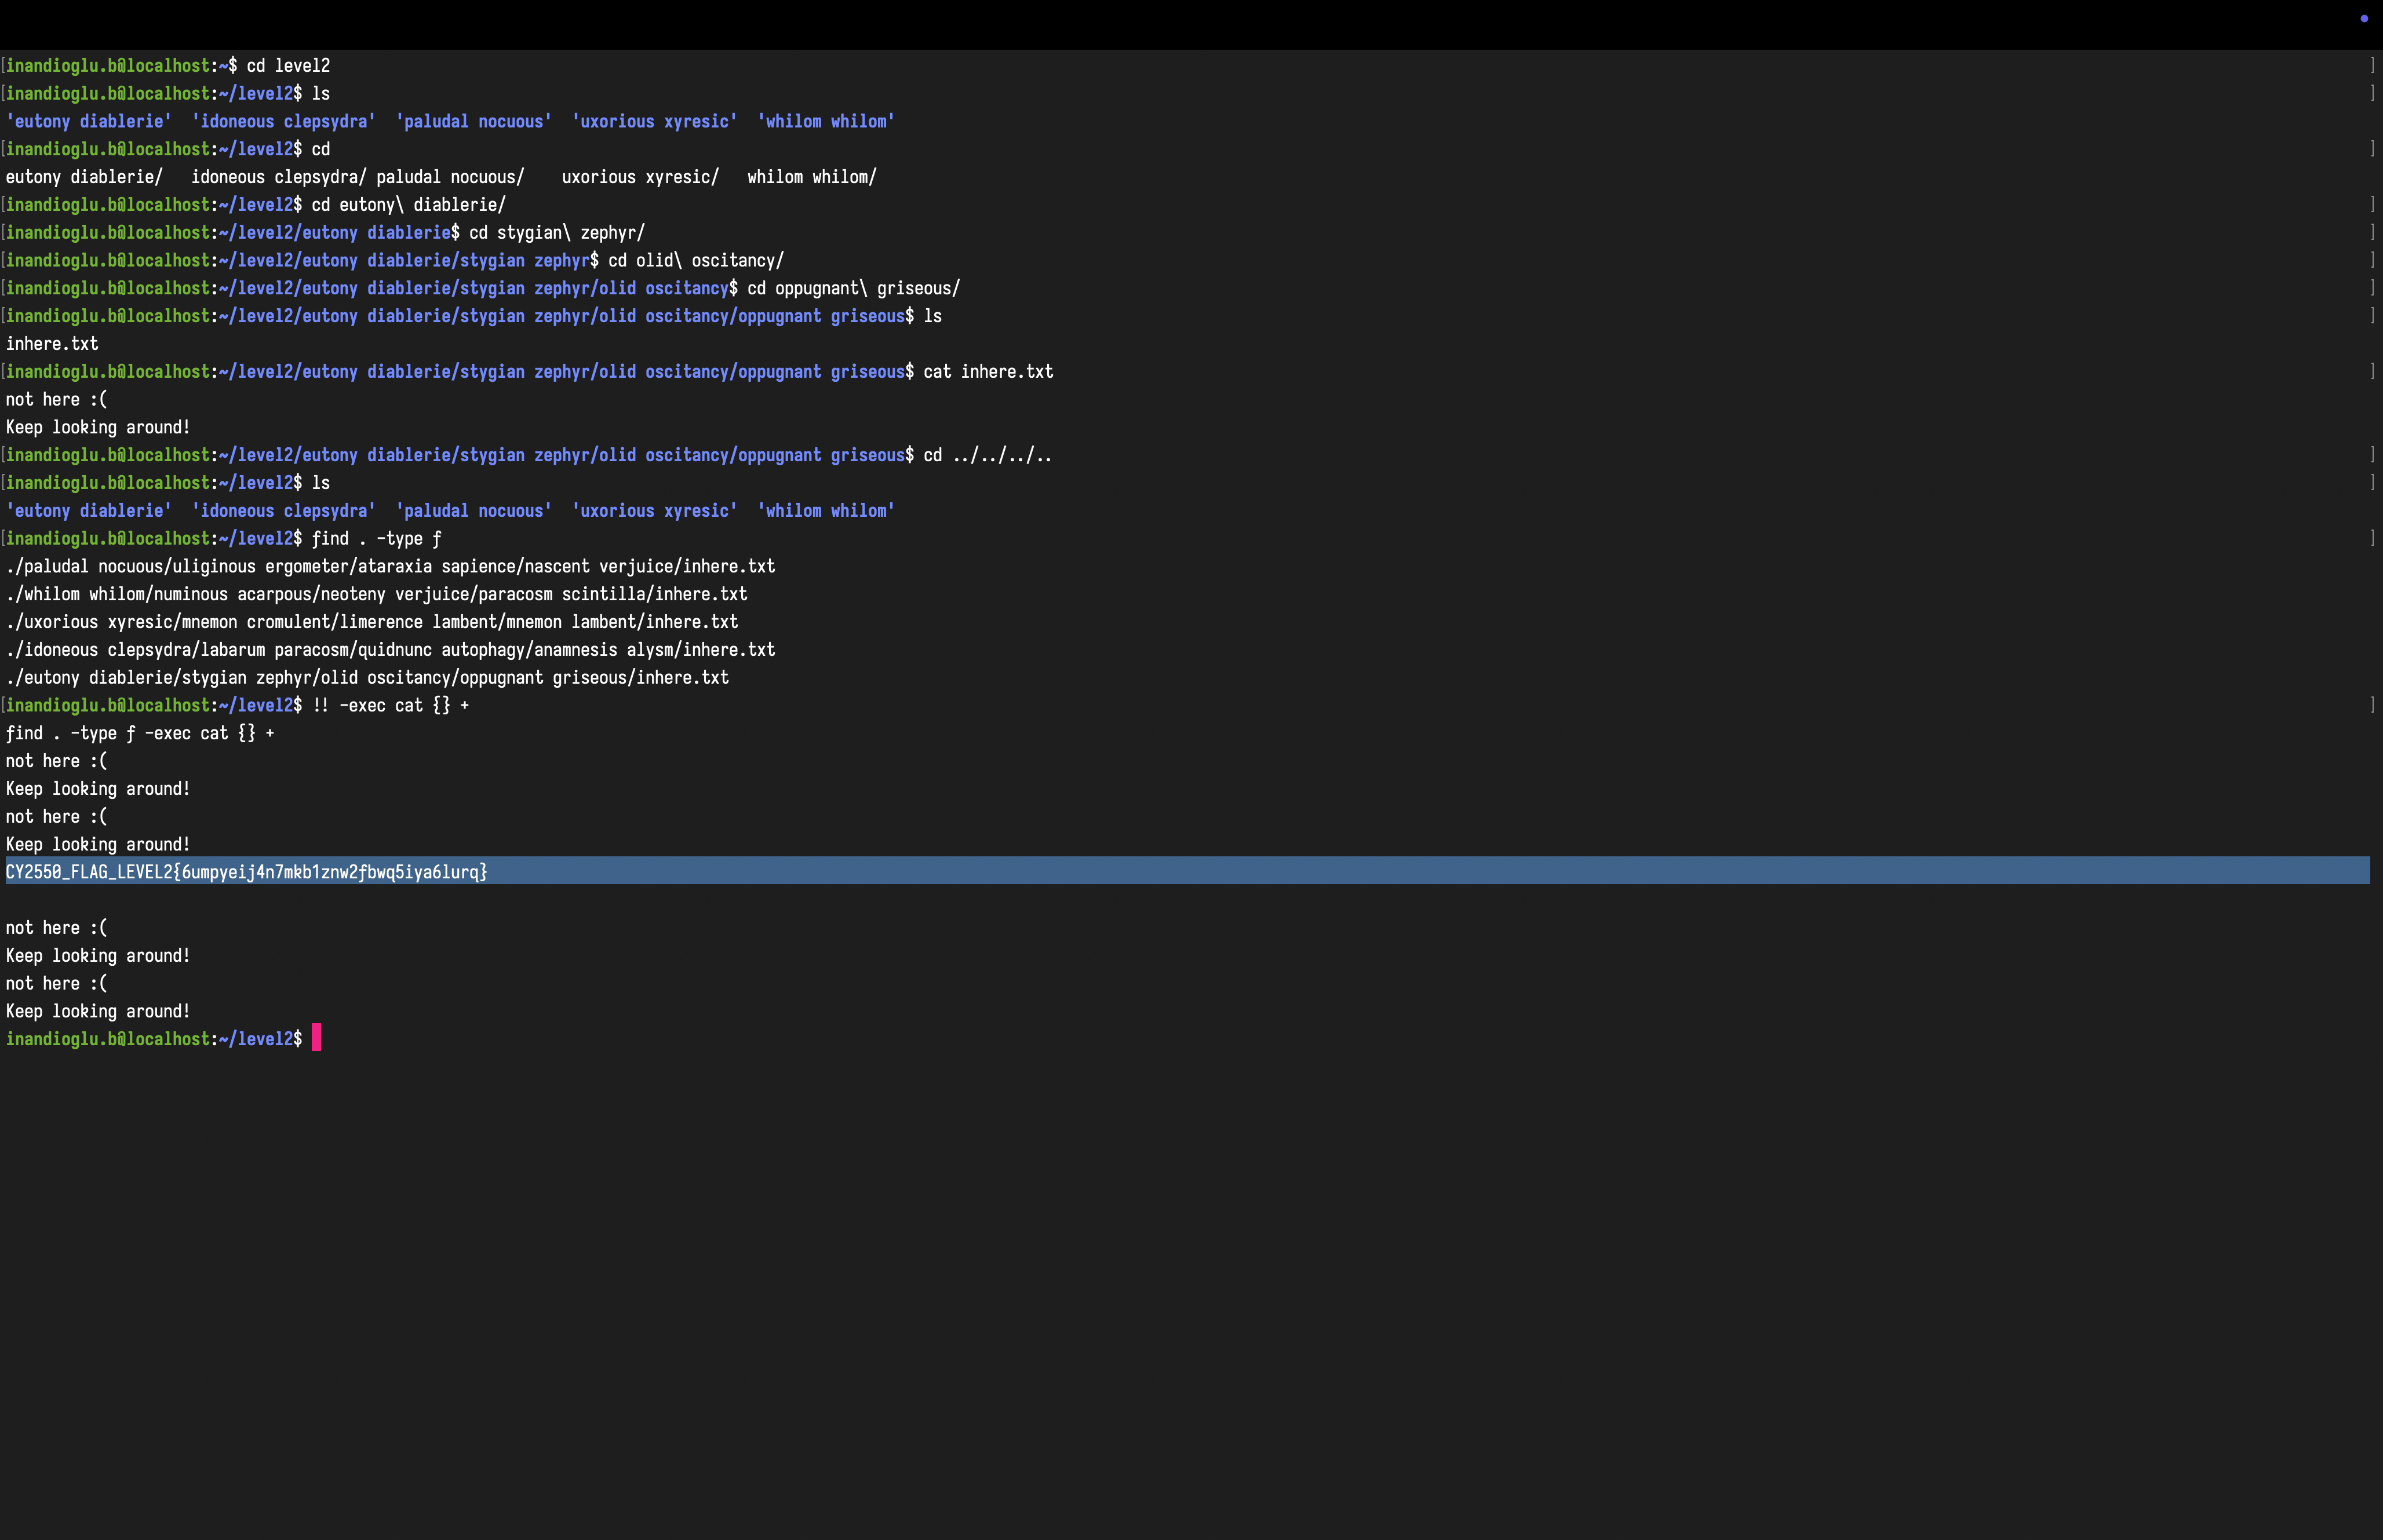 [inandioglu.b@localhost:~$ cd level2 ]
[inandioglu.b@localhost:~/level2$ ls ]
'eutony diablerie'  'idoneous clepsydra'  'paludal nocuous'  'uxorious xyresic'  'whilom whilom'
[inandioglu.b@localhost:~/level2$ cd ]
eutony diablerie/   idoneous clepsydra/ paludal nocuous/    uxorious xyresic/   whilom whilom/
[inandioglu.b@localhost:~/level2$ cd eutony\ diablerie/ ]
[inandioglu.b@localhost:~/level2/eutony diablerie$ cd stygian\ zephyr/ ]
[inandioglu.b@localhost:~/level2/eutony diablerie/stygian zephyr$ cd olid\ oscitancy/ ]
[inandioglu.b@localhost:~/level2/eutony diablerie/stygian zephyr/olid oscitancy$ cd oppugnant\ griseous/ ]
[inandioglu.b@localhost:~/level2/eutony diablerie/stygian zephyr/olid oscitancy/oppugnant griseous$ ls ]
inhere.txt
[inandioglu.b@localhost:~/level2/eutony diablerie/stygian zephyr/olid oscitancy/oppugnant griseous$ cat inhere.txt ]
not here :(
Keep looking around!
[inandioglu.b@localhost:~/level2/eutony diablerie/stygian zephyr/olid oscitancy/oppugnant griseous$ cd ../../../.. ]
[inandioglu.b@localhost:~/level2$ ls ]
'eutony diablerie'  'idoneous clepsydra'  'paludal nocuous'  'uxorious xyresic'  'whilom whilom'
[inandioglu.b@localhost:~/level2$ find . -type f ]
./paludal nocuous/uliginous ergometer/ataraxia sapience/nascent verjuice/inhere.txt
./whilom whilom/numinous acarpous/neoteny verjuice/paracosm scintilla/inhere.txt
./uxorious xyresic/mnemon cromulent/limerence lambent/mnemon lambent/inhere.txt
./idoneous clepsydra/labarum paracosm/quidnunc autophagy/anamnesis alysm/inhere.txt
./eutony diablerie/stygian zephyr/olid oscitancy/oppugnant griseous/inhere.txt
[inandioglu.b@localhost:~/level2$ !! -exec cat {} + ]
find . -type f -exec cat {} +
not here :(
Keep looking around!
not here :(
Keep looking around!
CY2550_FLAG_LEVEL2{6umpyeij4n7mkb1znw2fbwq5iya6lurq}
not here :(
Keep looking around!
not here :(
Keep looking around!
inandioglu.b@localhost:~/level2$